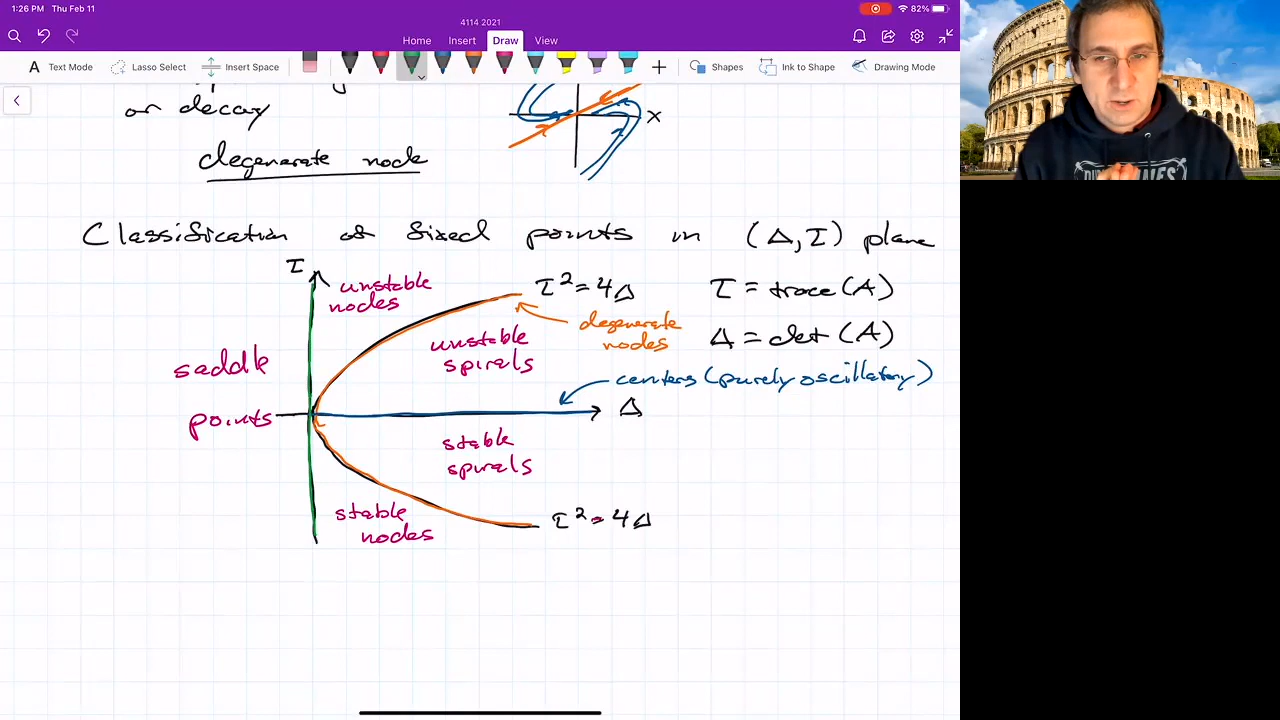 1:26 PM Thu Feb 11
82%
4114 2021
Home Insert Draw View
Text Mode Lasso Select Insert Space Shapes Ink to Shape Drawing Mode
or decay
x
degenerate node
Classification of fixed points in (Δ, τ) plane
τ
unstable nodes
τ² = 4Δ
τ = trace(A)
degenerate nodes
Δ = det(A)
unstable spirals
saddle points
centers (purely oscillatory)
Δ
stable spirals
stable nodes
τ² = 4Δ